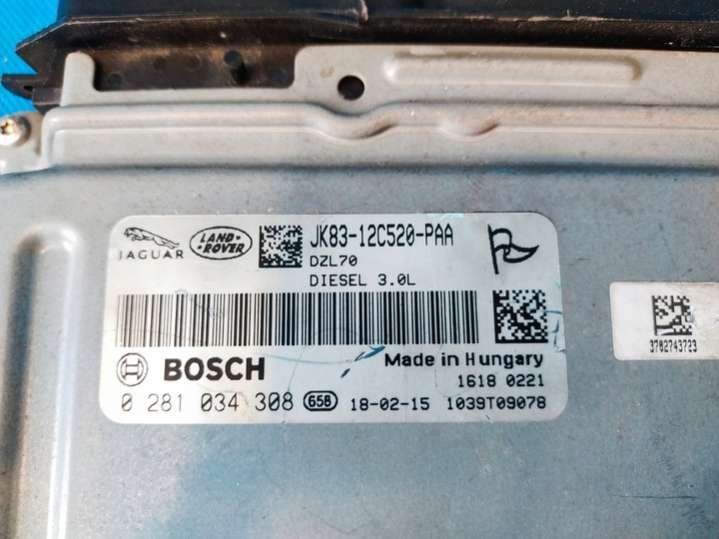 JAGUAR
LAND-
ROVER
JK83-12C520-PAA
DZL70
DIESEL 3.0L
BOSCH
Made in Hungary
1618 0221
0 281 034 308 658 18-02-15 1039T09078
3782743723